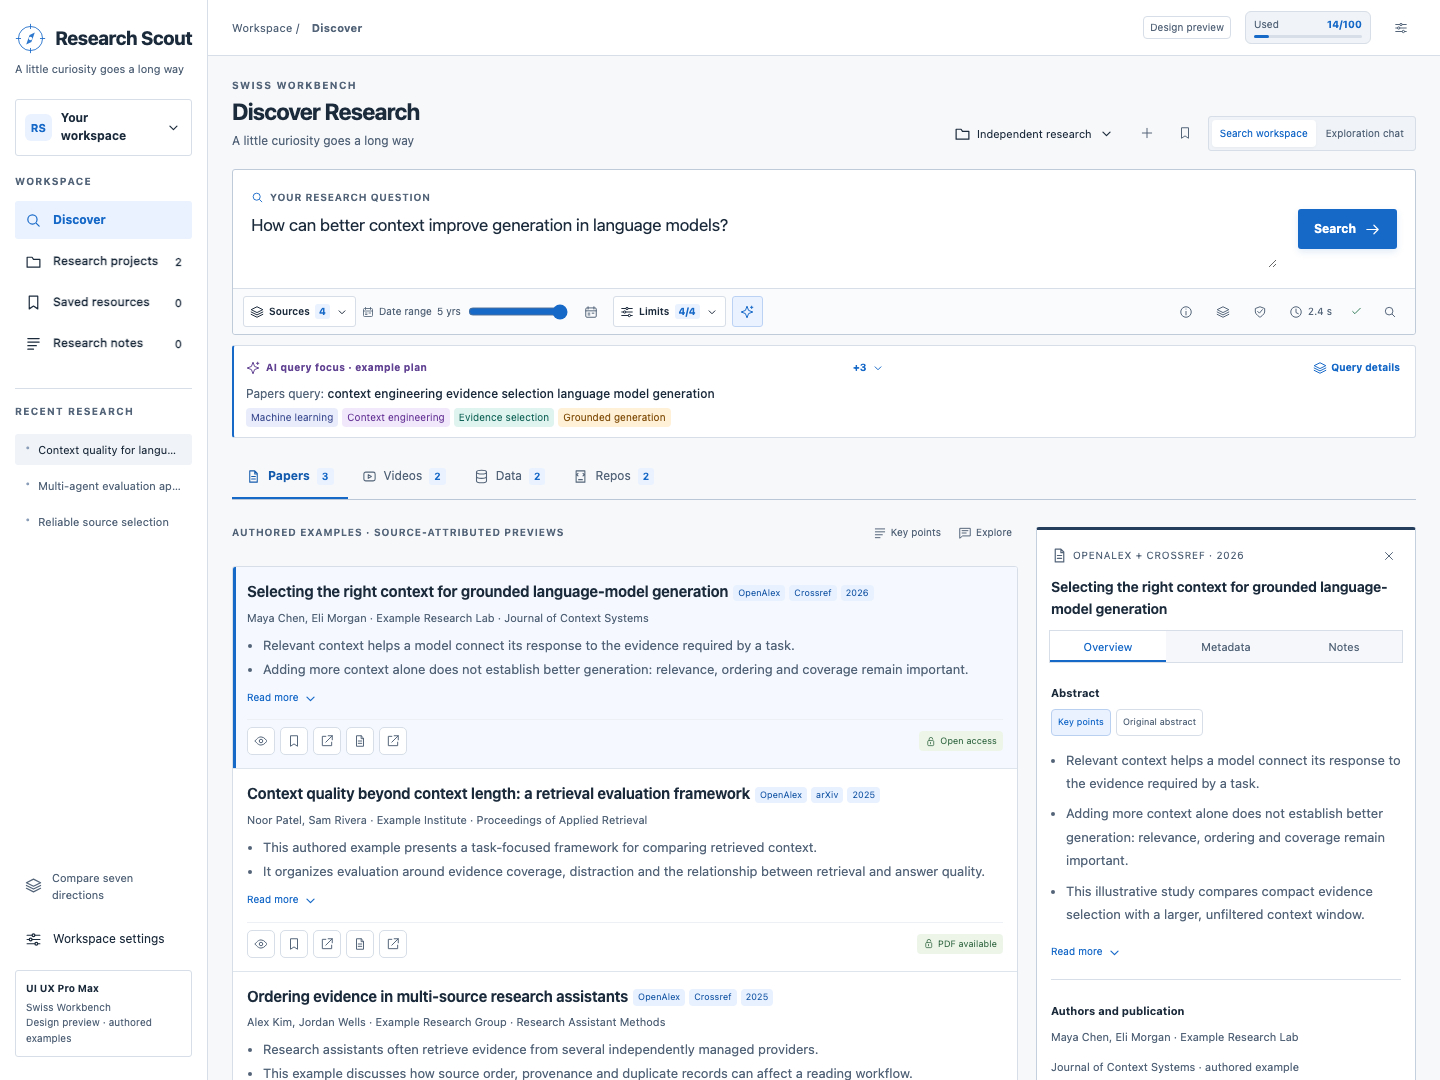 Research Scout
A little curiosity goes a long way
RS
Your workspace
WORKSPACE
Discover
Research projects 2
Saved resources 0
Research notes 0
RECENT RESEARCH
Context quality for langu...
Multi-agent evaluation ap...
Reliable source selection
Compare seven directions
Workspace settings
UI UX Pro Max
Swiss Workbench
Design preview · authored examples
Workspace / Discover
Design preview
Used 14/100
SWISS WORKBENCH
Discover Research
A little curiosity goes a long way
Independent research
Search workspace
Exploration chat
YOUR RESEARCH QUESTION
How can better context improve generation in language models?
Search
Sources 4
Date range 5 yrs
Limits 4/4
2.4 s
AI query focus · example plan
+3
Query details
Papers query: context engineering evidence selection language model generation
Machine learning
Context engineering
Evidence selection
Grounded generation
Papers 3
Videos 2
Data 2
Repos 2
AUTHORED EXAMPLES · SOURCE-ATTRIBUTED PREVIEWS
Key points
Explore
Selecting the right context for grounded language-model generation OpenAlex Crossref 2026
Maya Chen, Eli Morgan · Example Research Lab · Journal of Context Systems
• Relevant context helps a model connect its response to the evidence required by a task.
• Adding more context alone does not establish better generation: relevance, ordering and coverage remain important.
Read more
Open access
Context quality beyond context length: a retrieval evaluation framework OpenAlex arXiv 2025
Noor Patel, Sam Rivera · Example Institute · Proceedings of Applied Retrieval
• This authored example presents a task-focused framework for comparing retrieved context.
• It organizes evaluation around evidence coverage, distraction and the relationship between retrieval and answer quality.
Read more
PDF available
Ordering evidence in multi-source research assistants OpenAlex Crossref 2025
Alex Kim, Jordan Wells · Example Research Group · Research Assistant Methods
• Research assistants often retrieve evidence from several independently managed providers.
• This example discusses how source order, provenance and duplicate records can affect a reading workflow.
OPENALEX + CROSSREF · 2026
Selecting the right context for grounded language-
model generation
Overview
Metadata
Notes
Abstract
Key points
Original abstract
• Relevant context helps a model connect its response to
the evidence required by a task.
• Adding more context alone does not establish better
generation: relevance, ordering and coverage remain
important.
• This illustrative study compares compact evidence
selection with a larger, unfiltered context window.
Read more
Authors and publication
Maya Chen, Eli Morgan · Example Research Lab
Journal of Context Systems · authored example